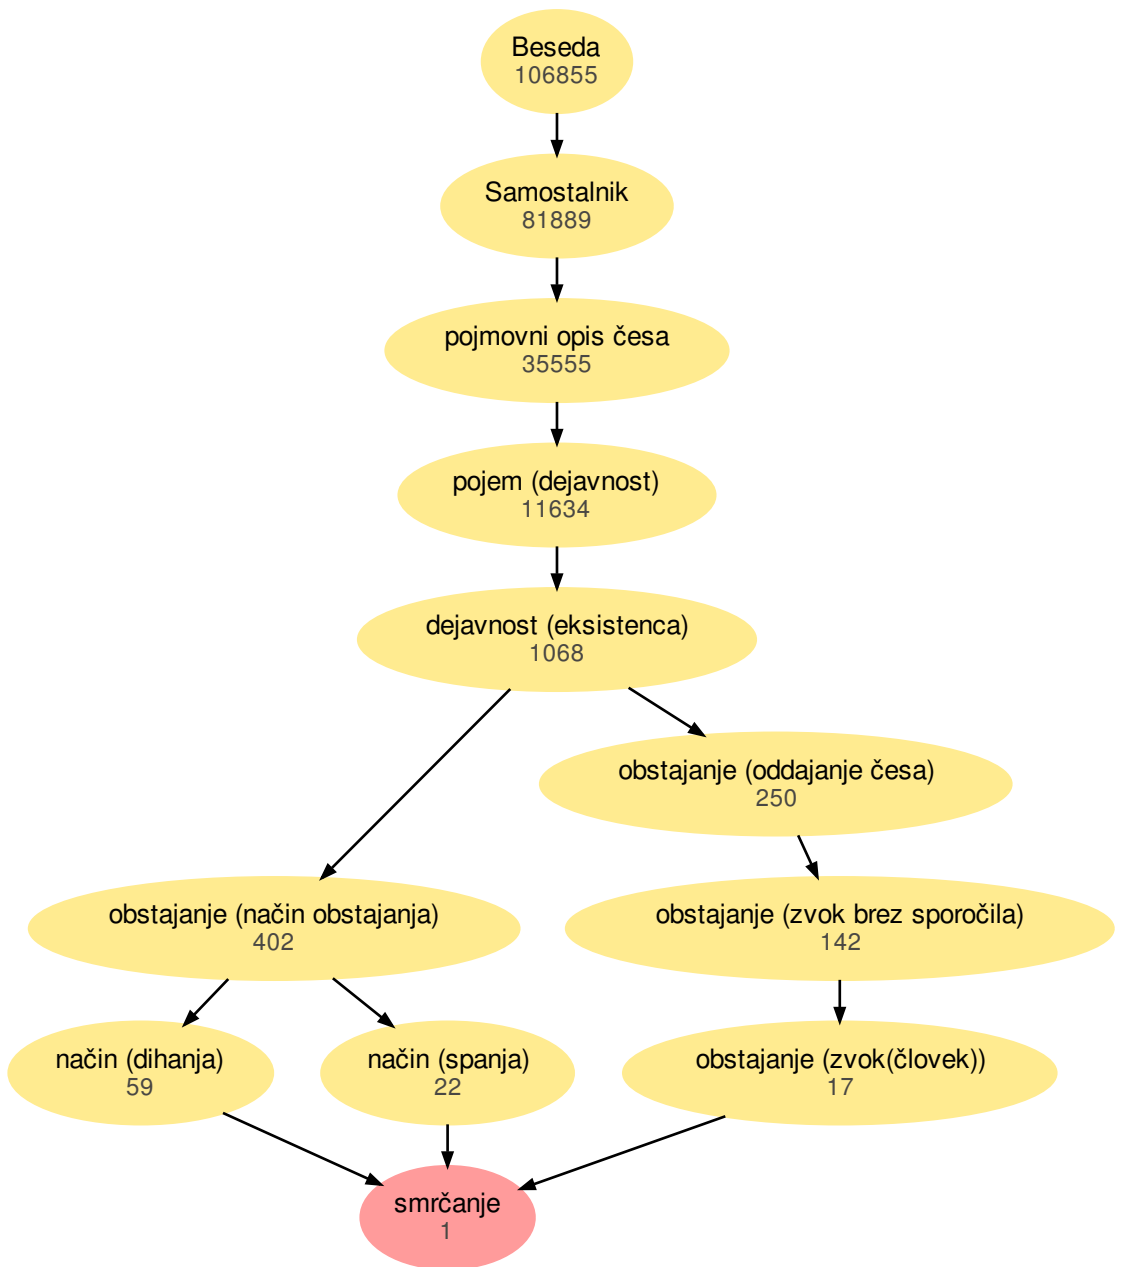 Beseda
106855
Samostalnik
81889
pojmovni opis česa
35555
pojem (dejavnost)
11634
dejavnost (eksistenca)
1068
obstajanje (oddajanje česa)
250
obstajanje (način obstajanja)
402
obstajanje (zvok brez sporočila)
142
način (dihanja)
59
način (spanja)
22
obstajanje (zvok(človek))
17
smrčanje
1